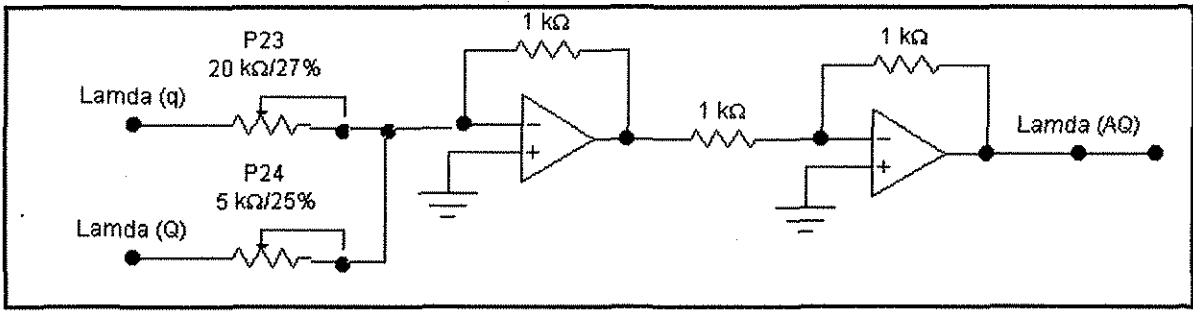 P23
20 kΩ/27%
Lamda (q)
P24
5 kΩ/25%
Lamda (Q)
1 kΩ
−
+
1 kΩ
1 kΩ
−
+
Lamda (AQ)